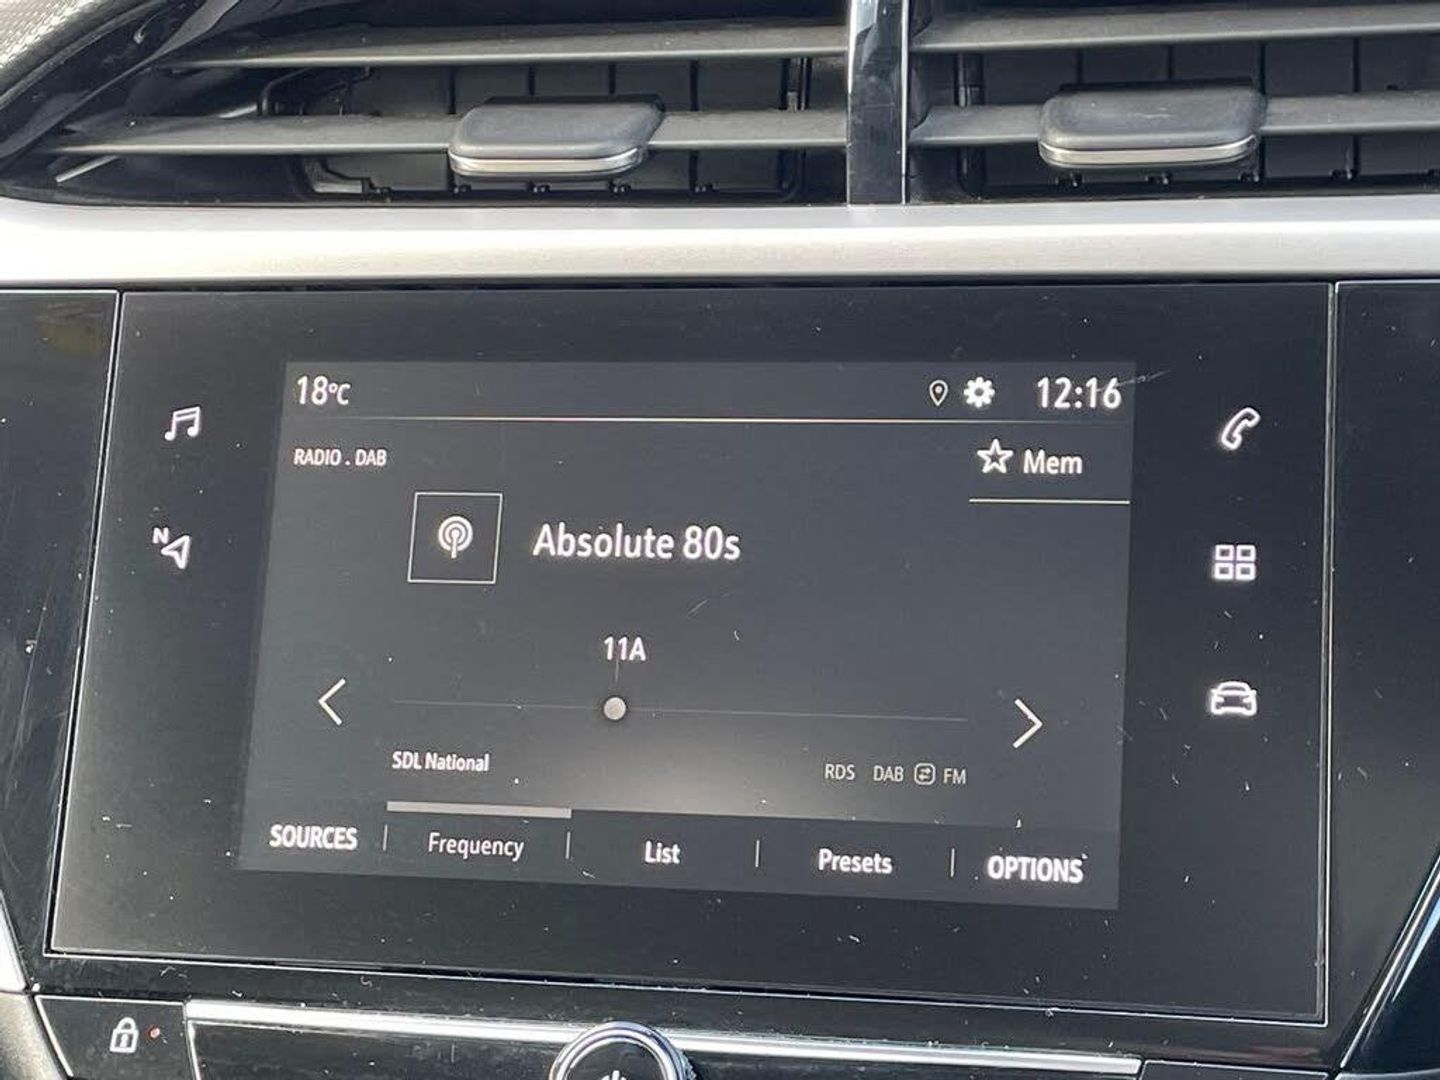 18°C 12:16
RADIO . DAB
Mem
Absolute 80s
11A
N
SDL National
RDS DAB FM
SOURCES Frequency List Presets OPTIONS